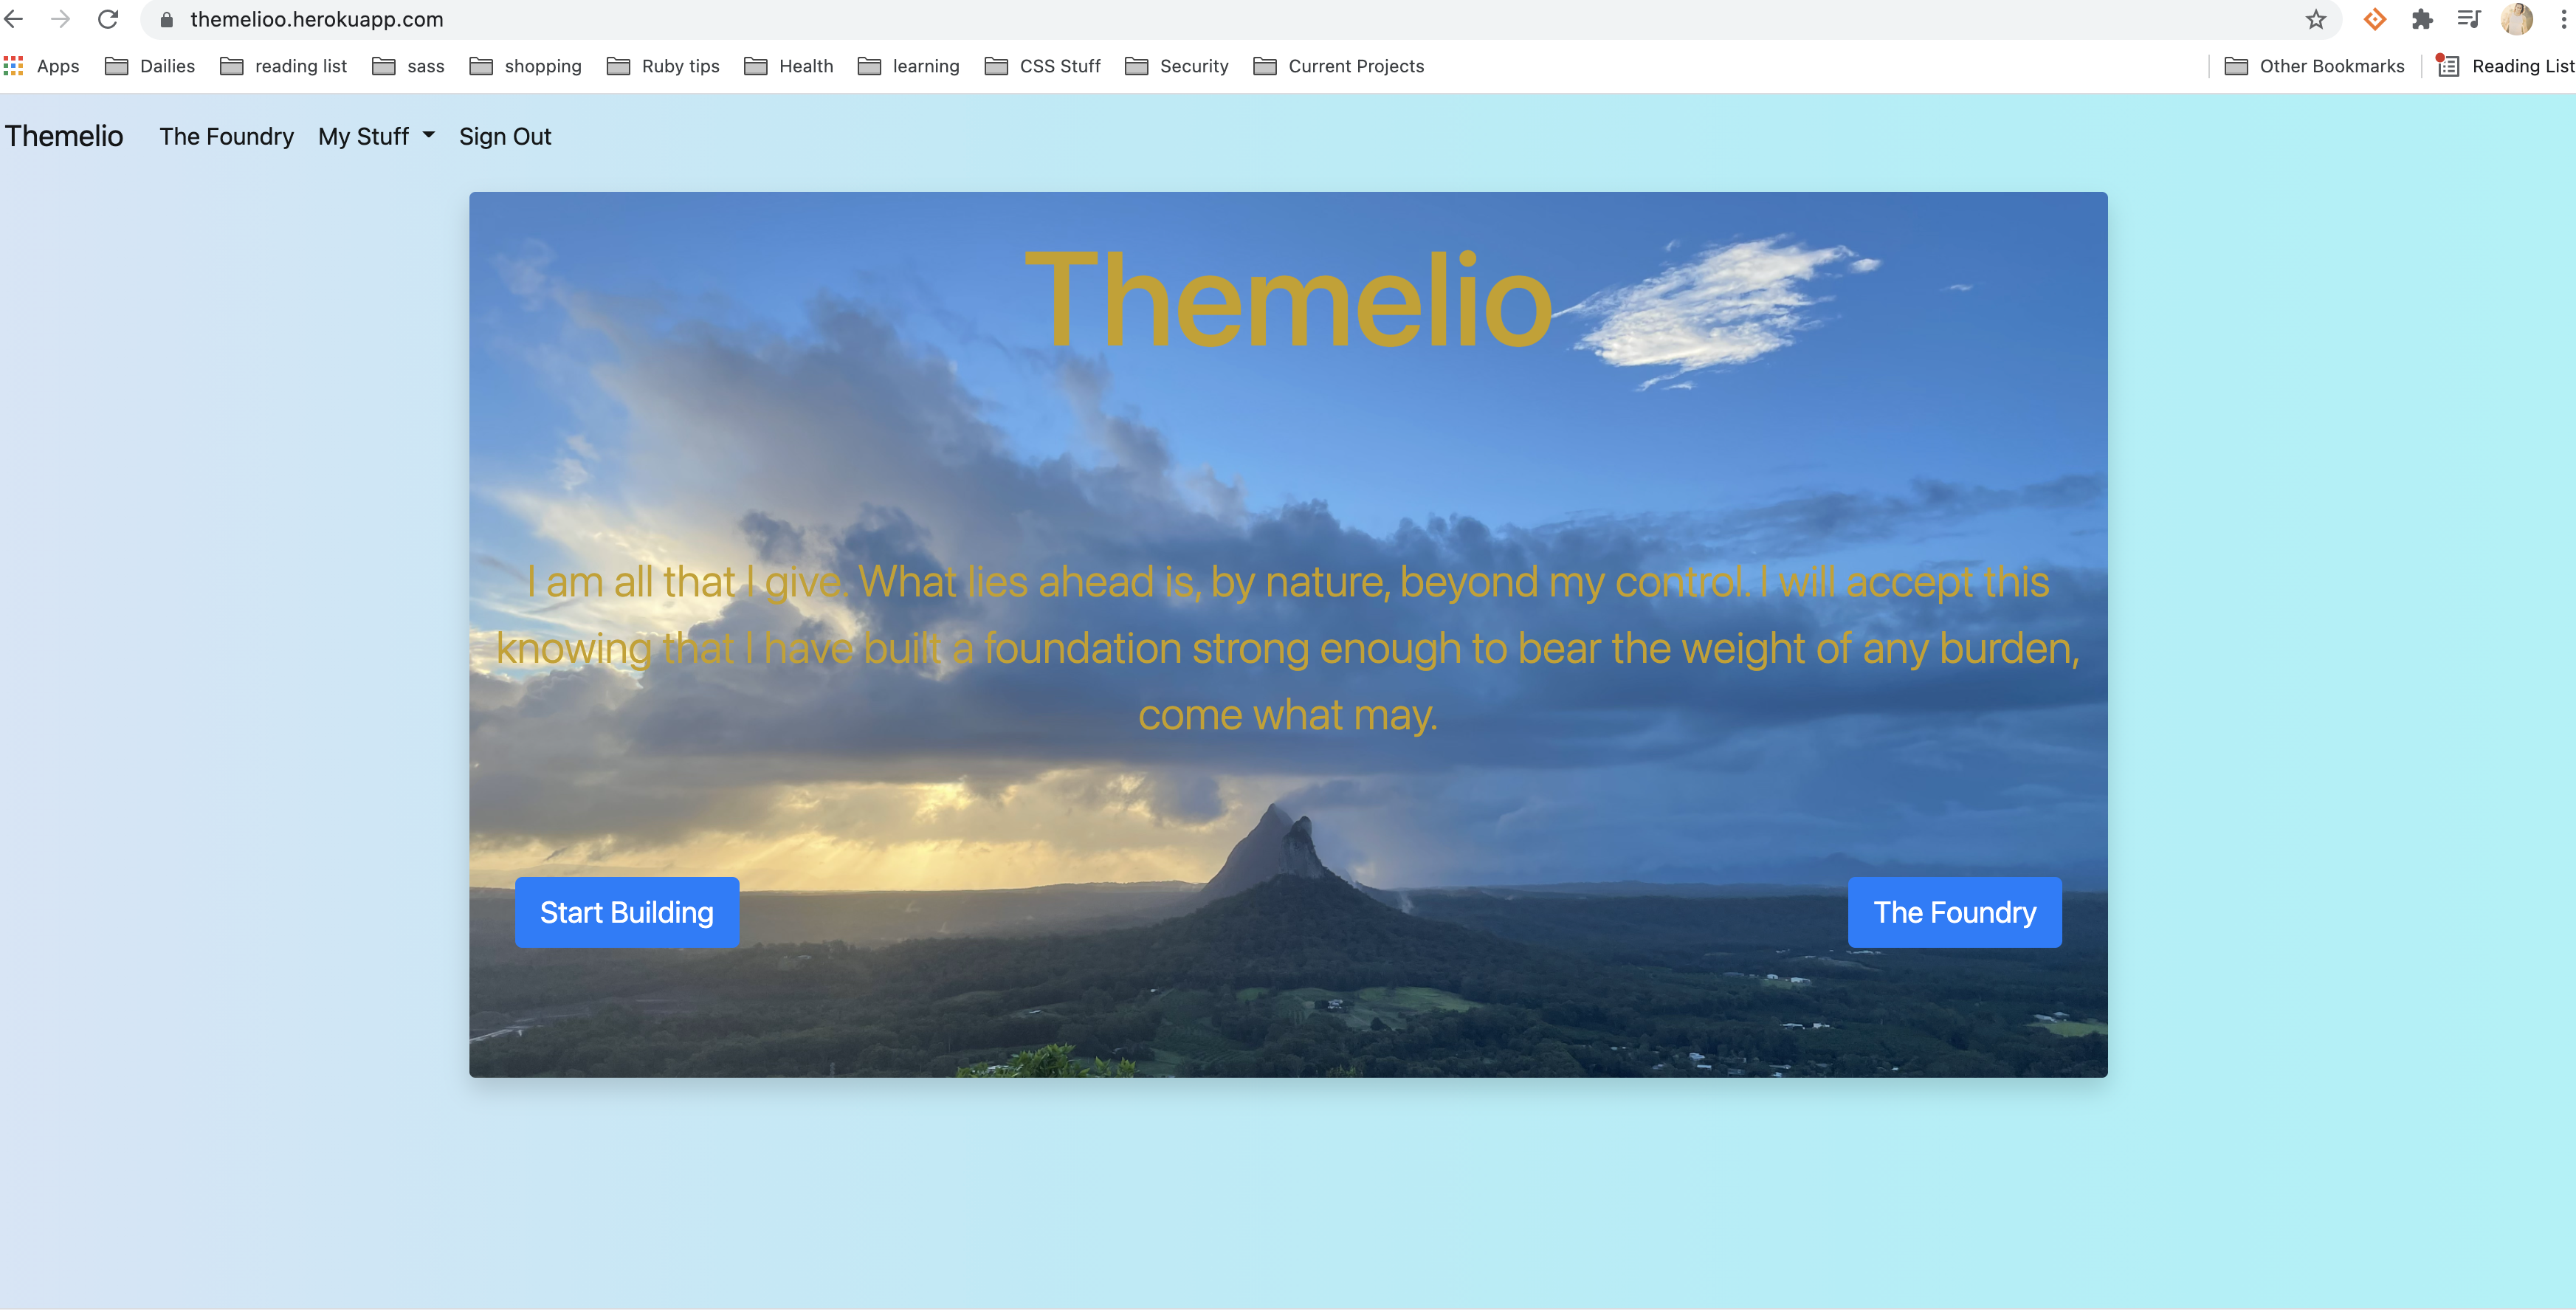 themelioo.herokuapp.com
Apps Dailies reading list sass shopping Ruby tips Health learning CSS Stuff Security Current Projects Other Bookmarks Reading List
Themelio The Foundry My Stuff Sign Out
Themelio
I am all that I give. What lies ahead is, by nature, beyond my control. I will accept this
knowing that I have built a foundation strong enough to bear the weight of any burden,
come what may.
Start Building The Foundry